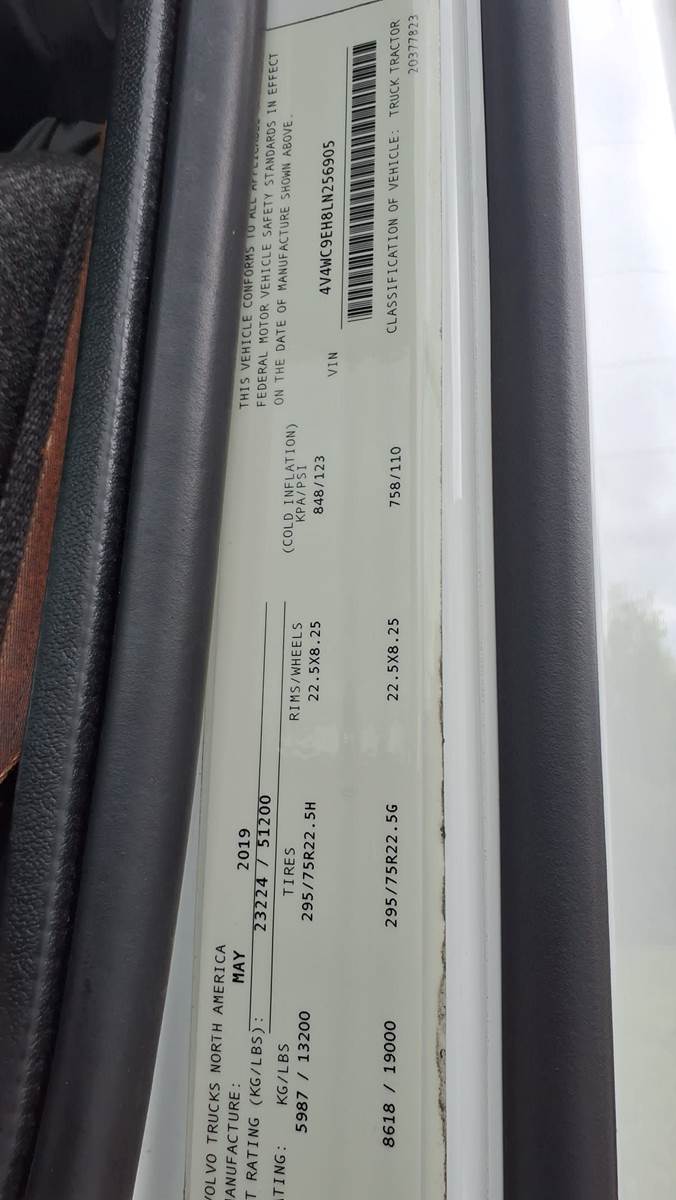 VOLVO TRUCKS NORTH AMERICA
MANUFACTURE: MAY 2019
T RATING (KG/LBS): 23224 / 51200
TING: KG/LBS TIRES RIMS/WHEELS (COLD INFLATION) KPA/PSI
5987 / 13200 295/75R22.5H 22.5X8.25 848/123
8618 / 19000 295/75R22.5G 22.5X8.25 758/110
THIS VEHICLE CONFORMS TO ALL APPLICABLE
FEDERAL MOTOR VEHICLE SAFETY STANDARDS IN EFFECT
ON THE DATE OF MANUFACTURE SHOWN ABOVE.
VIN 4V4WC9EH8LN256905
CLASSIFICATION OF VEHICLE: TRUCK TRACTOR
20377823